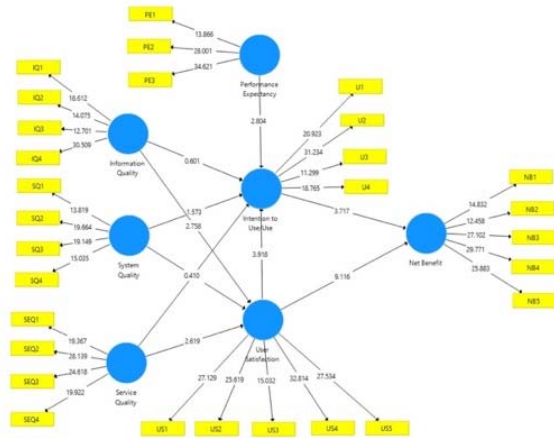 PE1
13.866
PE2
28.001
PE3
34.621
Performance
Expectancy
IQ1
18.612
IQ2
14.075
IQ3
12.701
IQ4
30.509
Information
Quality
2.804
U1
20.923
U2
31.234
U3
11.299
U4
18.765
0.601
Intention to
Use/Use
SQ1
13.819
SQ2
19.664
SQ3
19.149
SQ4
15.035
System
Quality
1.573
2.758
0.410
3.918
3.717
9.116
NB1
14.832
NB2
12.458
NB3
27.102
NB4
29.771
NB5
25.883
Net Benefit
SEQ1
19.367
SEQ2
28.139
SEQ3
24.618
SEQ4
19.922
Service
Quality
2.619
User
Satisfaction
27.129
25.619
15.032
32.814
27.534
US1
US2
US3
US4
US5